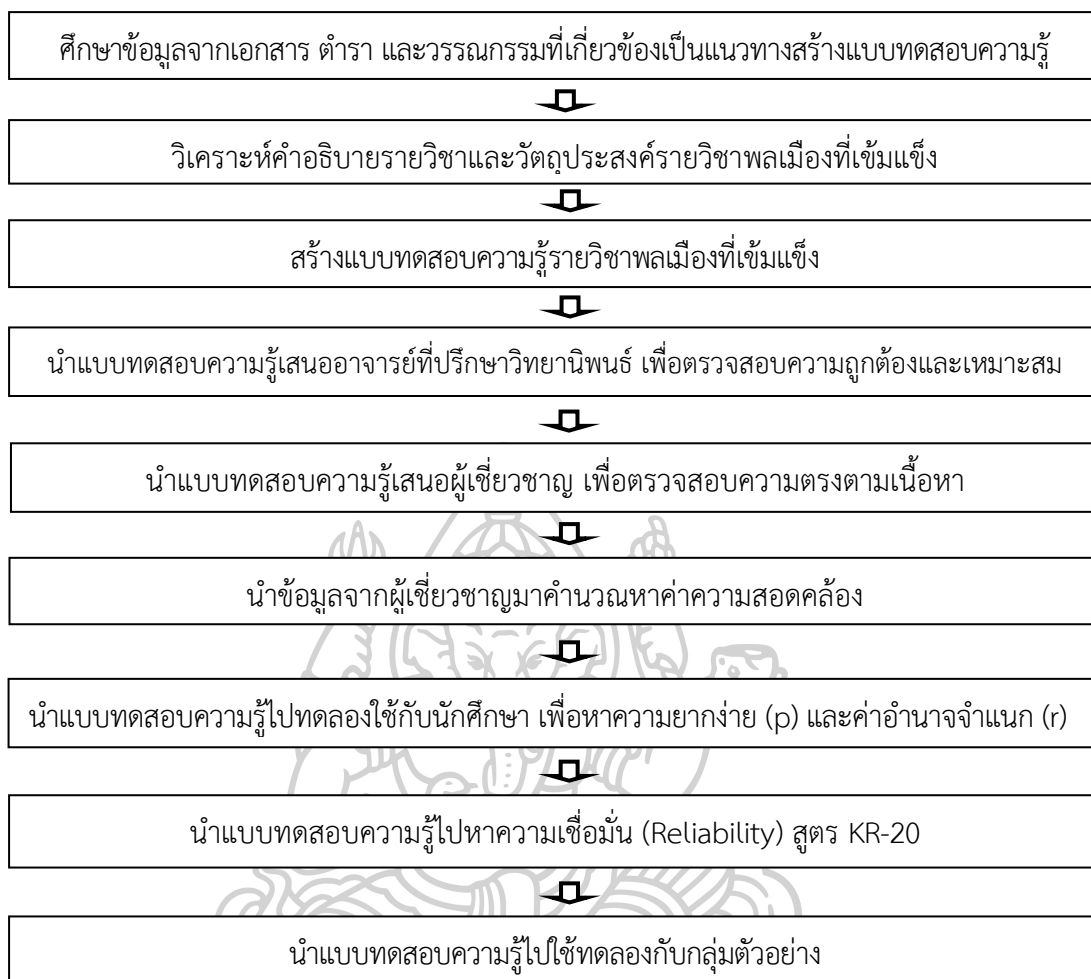 ศึกษาข้อมูลจากเอกสาร ตำรา และวรรณกรรมที่เกี่ยวข้องเป็นแนวทางสร้างแบบทดสอบความรู้
วิเคราะห์คำอธิบายรายวิชาและวัตถุประสงค์รายวิชาพลเมืองที่เข้มแข็ง
สร้างแบบทดสอบความรู้รายวิชาพลเมืองที่เข้มแข็ง
นำแบบทดสอบความรู้เสนออาจารย์ที่ปรึกษาวิทยานิพนธ์ เพื่อตรวจสอบความถูกต้องและเหมาะสม
นำแบบทดสอบความรู้เสนอผู้เชี่ยวชาญ เพื่อตรวจสอบความตรงตามเนื้อหา
นำข้อมูลจากผู้เชี่ยวชาญมาคำนวณหาค่าความสอดคล้อง
นำแบบทดสอบความรู้ไปทดลองใช้กับนักศึกษา เพื่อหาความยากง่าย (p) และค่าอำนาจจำแนก (r)
นำแบบทดสอบความรู้ไปหาความเชื่อมั่น (Reliability) สูตร KR-20
นำแบบทดสอบความรู้ไปใช้ทดลองกับกลุ่มตัวอย่าง